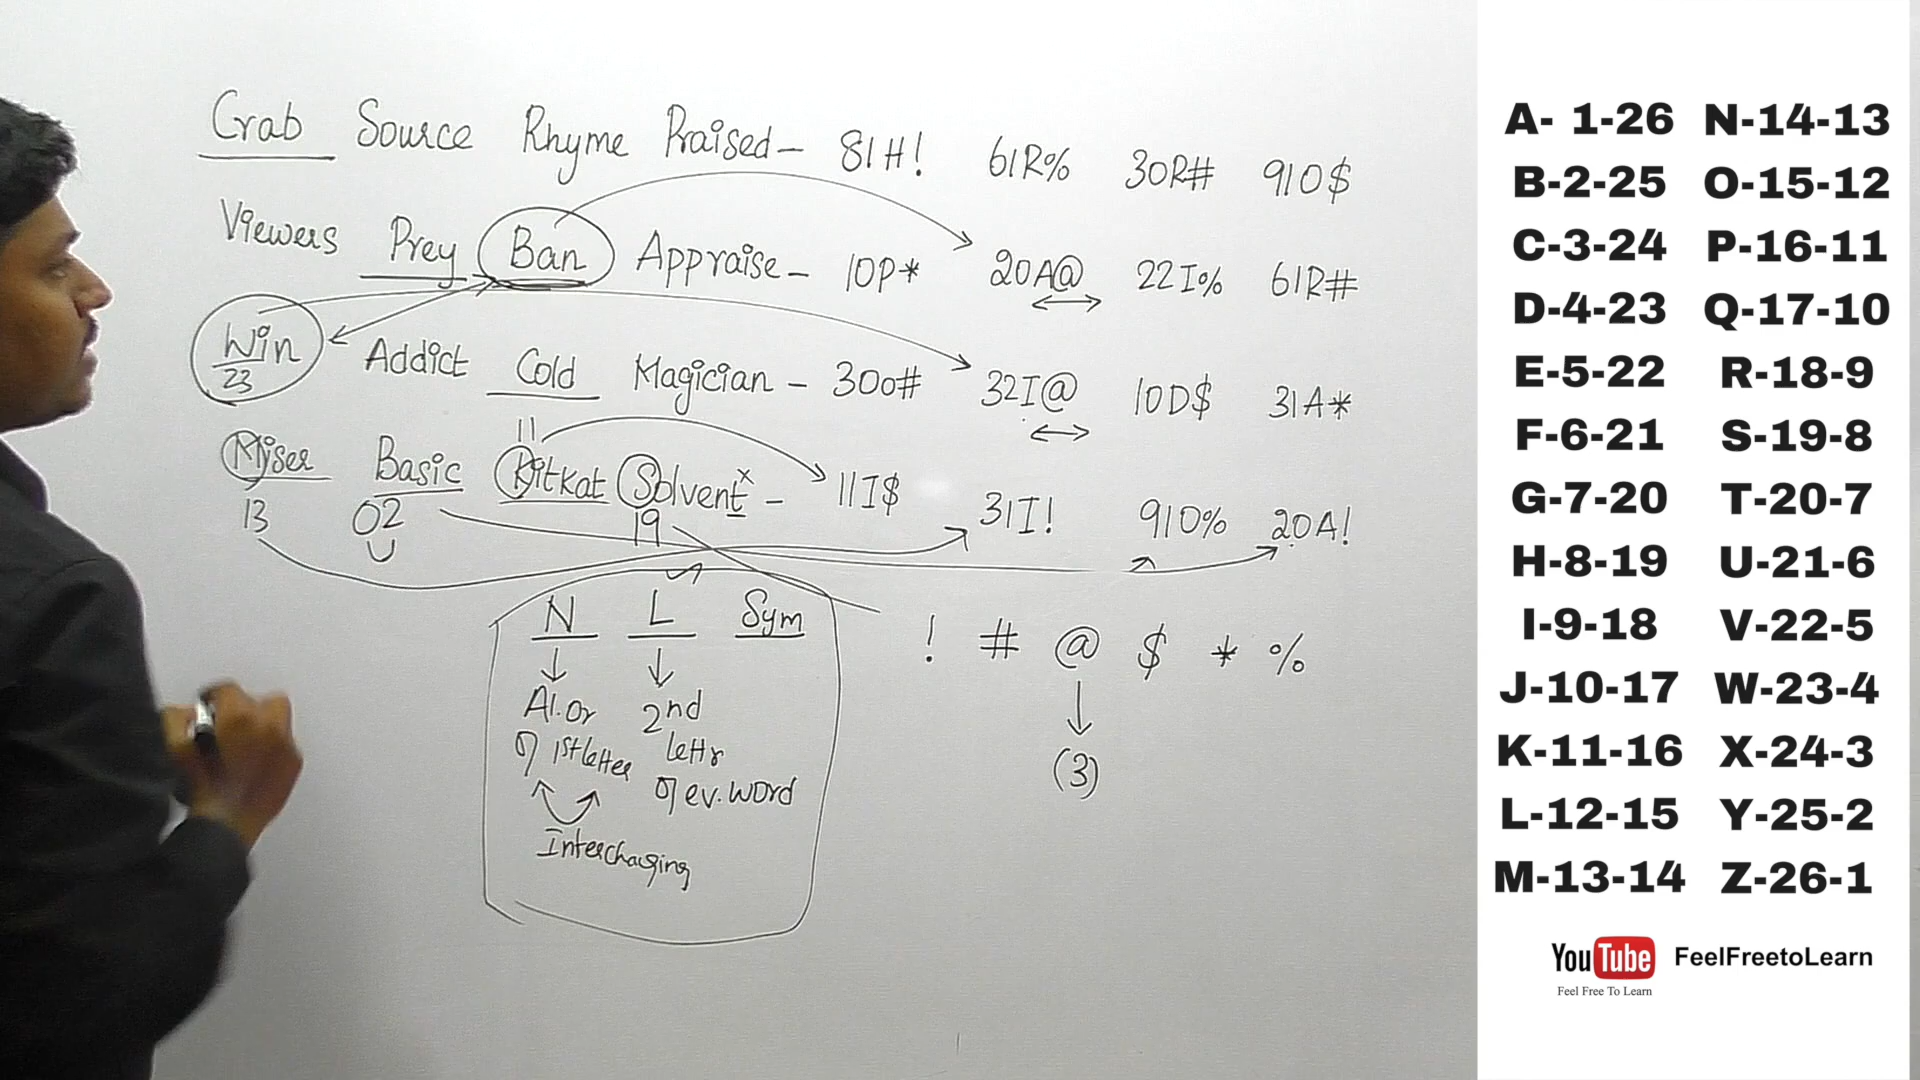 Crab Source Rhyme Praised – 81H! 61R% 30R# 910$
Viewers Prey Ban Appraise – 10P* 20A@ 22I% 61R#
Win Addict Cold Magician – 30o# 32I@ 10D$ 31A*
23
11
Miser Basic Kitkat Solvent x – 11I$ 31I! 910% 20A!
13 02 19
N L Sym
! # @ $ * %
Al. Or 2nd
of 1st letter lettr
of ev. word
(3)
Interchanging
A- 1-26 N-14-13
B-2-25 O-15-12
C-3-24 P-16-11
D-4-23 Q-17-10
E-5-22 R-18-9
F-6-21 S-19-8
G-7-20 T-20-7
H-8-19 U-21-6
I-9-18 V-22-5
J-10-17 W-23-4
K-11-16 X-24-3
L-12-15 Y-25-2
M-13-14 Z-26-1
YouTube FeelFreetoLearn
Feel Free To Learn